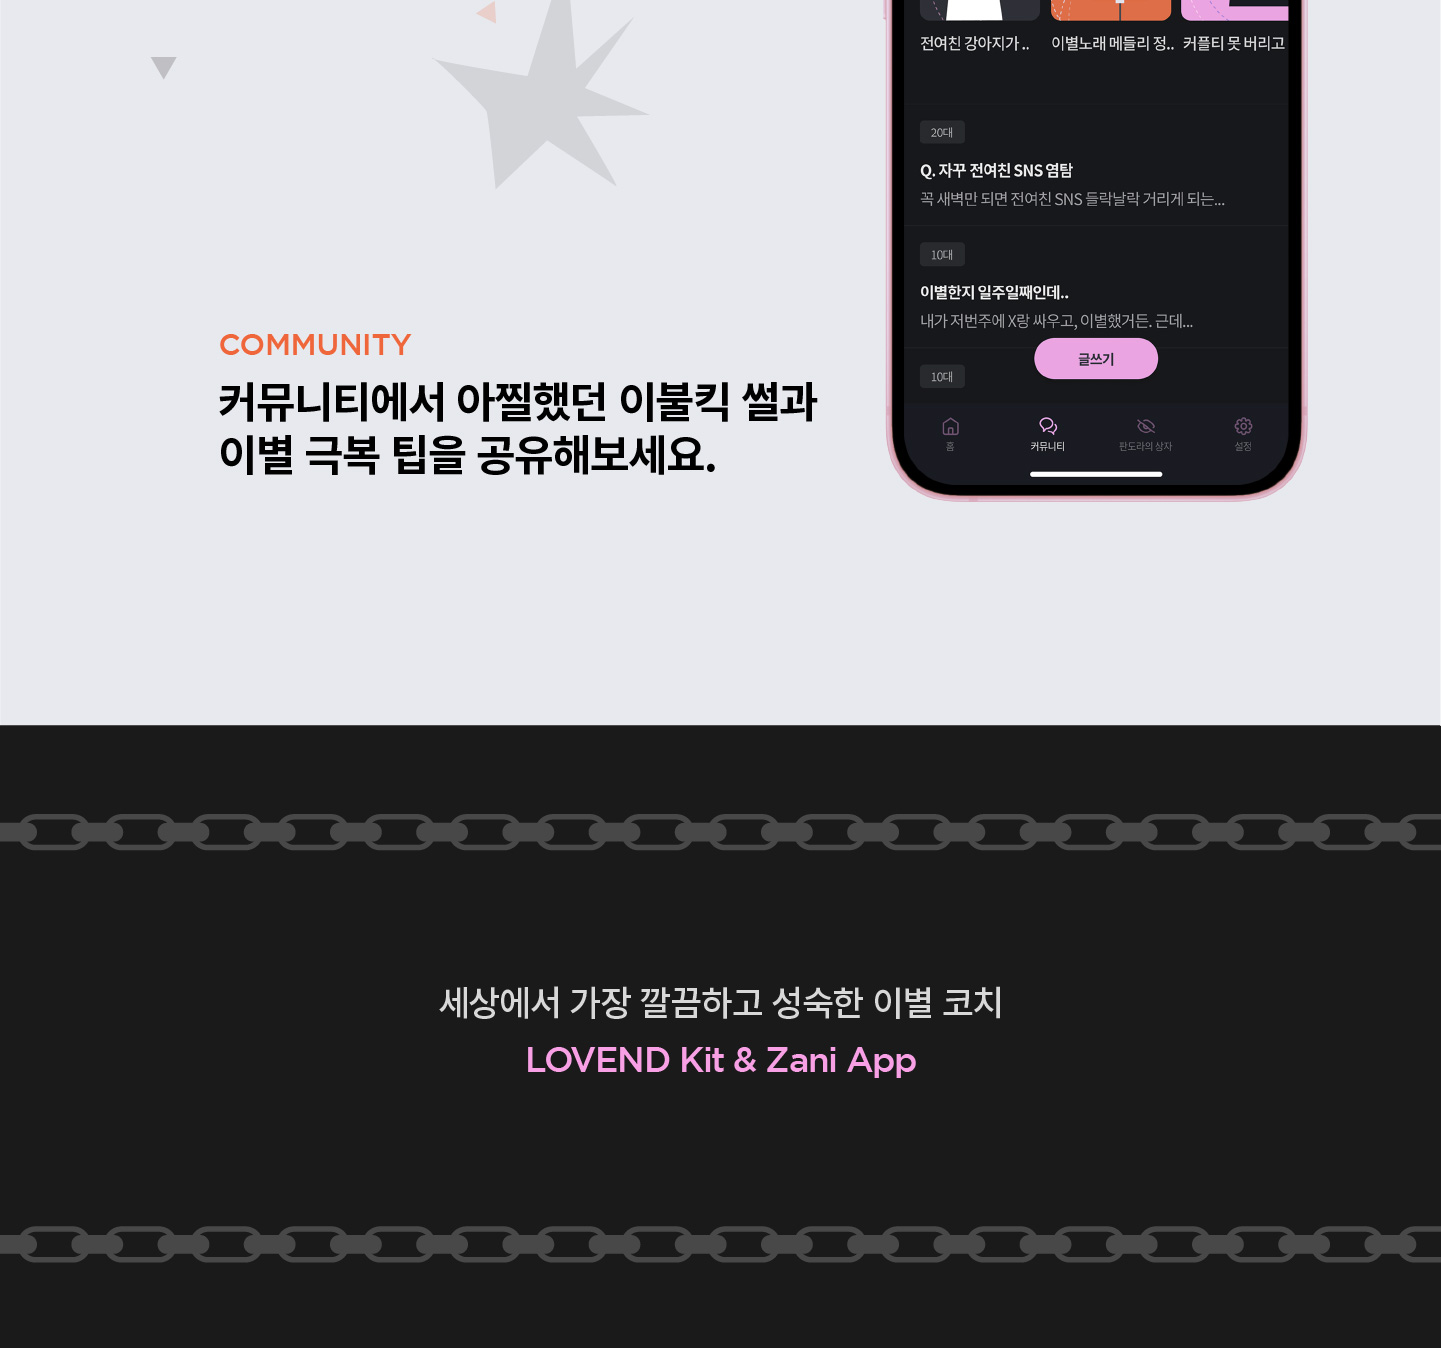 전여친 강아지가 ..
이별노래 메들리 정..
커플티 못 버리고
20대
Q. 자꾸 전여친 SNS 염탐
꼭 새벽만 되면 전여친 SNS 들락날락 거리게 되는...
10대
이별한지 일주일째인데..
내가 저번주에 X랑 싸우고, 이별했거든. 근데...
글쓰기
10대
홈
커뮤니티
판도라의 상자
설정
COMMUNITY
커뮤니티에서 아찔했던 이불킥 썰과
이별 극복 팁을 공유해보세요.
세상에서 가장 깔끔하고 성숙한 이별 코치
LOVEND Kit & Zani App